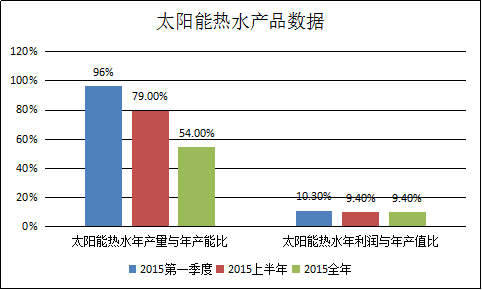 太阳能热水产品数据
120%
100%
80%
60%
40%
20%
0%
96%
79.00%
54.00%
10.30%
9.40%
9.40%
太阳能热水年产量与年产能比
太阳能热水年利润与年产值比
2015第一季度
2015上半年
2015全年